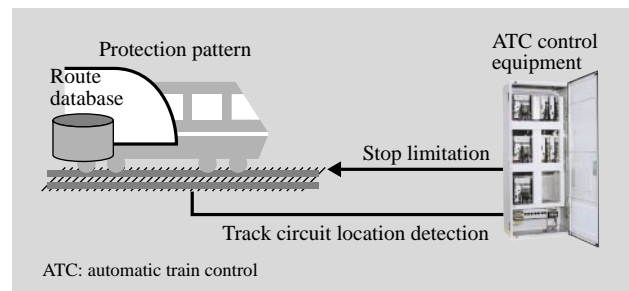 Protection pattern
Route
database
ATC control
equipment
Stop limitation
Track circuit location detection
ATC: automatic train control